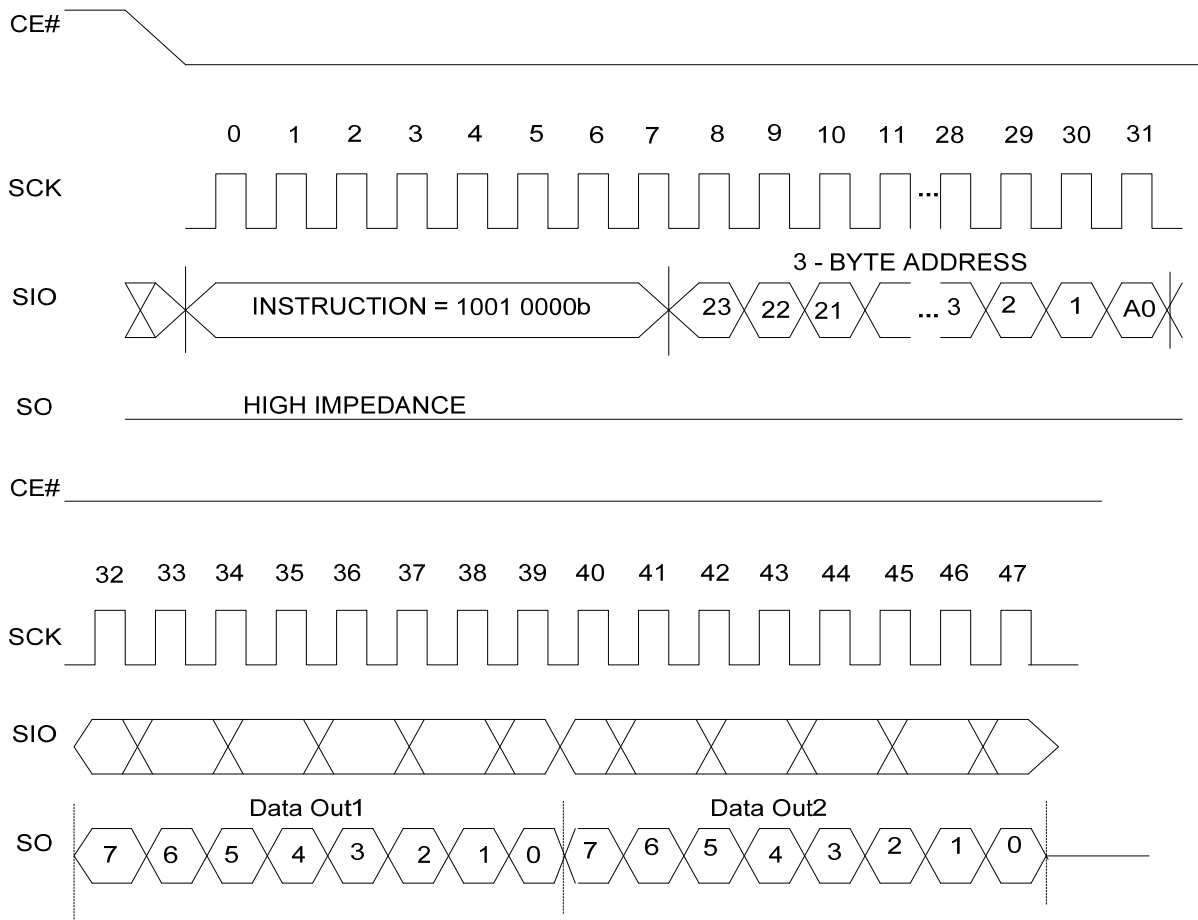 CE#
0 1 2 3 4 5 6 7 8 9 10 11 28 29 30 31
SCK ...
3 - BYTE ADDRESS
SIO INSTRUCTION = 1001 0000b 23 22 21 ... 3 2 1 A0
SO HIGH IMPEDANCE
CE#
32 33 34 35 36 37 38 39 40 41 42 43 44 45 46 47
SCK
SIO
Data Out1 Data Out2
SO 7 6 5 4 3 2 1 0 7 6 5 4 3 2 1 0